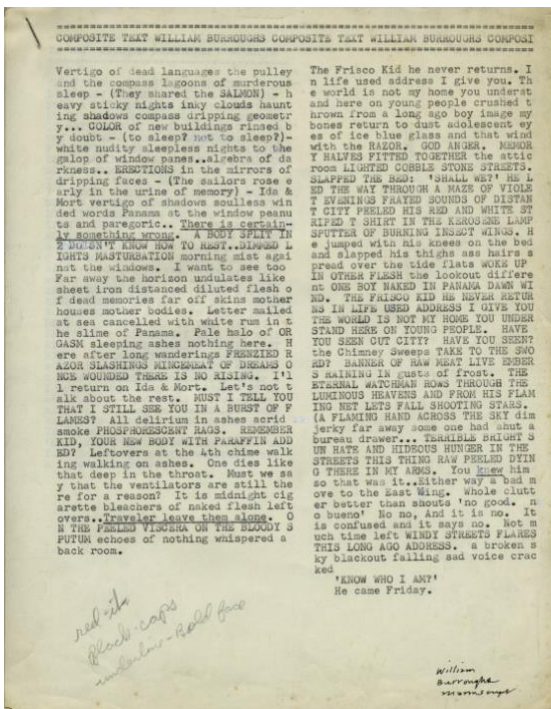 COMPOSITE TEXT WILLIAM BURROUGHS COMPOSITE TEXT WILLIAM BURROUGHS COMPOSI
Vertigo of dead languages the pulley
and the compass lagoons of murderous
sleep - (They shared the SALMON) - h
eavy sticky nights inky clouds haunt
ing shadows compass dripping geometr
y... COLOR of new buildings rinsed b
y doubt - (to sleep? not to sleep?)-
white nudity sleepless nights to the
galop of window panes..algebra of da
rkness.. ERECTIONS in the mirrors of
dripping faces - (The sailors rose e
arly in the urine of memory) - Ida &
Mort vertigo of shadows soulless win
ded words Panama at the window peanu
ts and paregoric.. There is certain-
ly something wrong. A BODY SPLIT IN
2 DOESN'T KNOW HOW TO REST..DIMMED L
IGHTS MASTURBATION morning mist agai
nst the windows. I want to see too
Far away the horizon undulates like
sheet iron distanced diluted flesh o
f dead memories far off skins mother
houses mother bodies. Letter mailed
at sea cancelled with white run in t
he slime of Panama. Pale halo of OR
GASM sleeping ashes nothing here. H
ere after long wanderings FRENZIED R
AZOR SLASHINGS MINCEMEAT OF DREAMS O
NCE WOUNDED THERE IS NO RISING. I'l
l return on Ida & Mort. Let's not t
alk about the rest. MUST I TELL YOU
THAT I STILL SEE YOU IN A BURST OF F
LAMES? All delirium in ashes acrid
smoke PHOSPHORESCENT RAGS. REMEMBER
KID, YOUR NEW BODY WITH PARAFFIN ADD
ED? Leftovers at the 4th chime walk
ing walking on ashes. One dies like
that deep in the throat. Must we sa
y that the ventilators are still the
re for a reason? It is midnight cig
arette bleachers of naked flesh left
overs..Traveler leave them alone. O
N THE PEELED VISCERA ON THE BLOODY S
PUTUM echoes of nothing whispered a
back room.
The Frisco Kid he never returns. I
n life used address I give you. Th
e world is not my home you underst
and here on young people crushed t
hrown from a long ago boy image my
bones return to dust adolescent ey
es of ice blue glass and that wind
with the RAZOR. GOD ANGER. MEMOR
Y HALVES FITTED TOGETHER the attic
room LIGHTED COBBLE STONE STREETS.
SLAPPED THE BED: 'SHALL WE?' HE L
ED THE WAY THROUGH A MAZE OF VIOLE
T EVENINGS FRAYED SOUNDS OF DISTAN
T CITY PEELED HIS RED AND WHITE ST
RIPED T SHIRT IN THE KEROSENE LAMP
SPUTTER OF BURNING INSECT WINGS. H
e jumped with his knees on the bed
and slapped his thighs ass hairs s
pread over the tide flats WOKE UP
IN OTHER FLESH the lookout differe
nt ONE BOY NAKED IN PANAMA DAWN WI
ND. THE FRISCO KID HE NEVER RETUR
NS IN LIFE USED ADDRESS I GIVE YOU
THE WORLD IS NOT MY HOME YOU UNDER
STAND HERE ON YOUNG PEOPLE. HAVE
YOU SEEN CUT CITY? HAVE YOU SEEN?
the Chimney Sweeps TAKE TO THE SWO
RD? BANNER OF RAW MEAT LIVE EMBER
S RAINING IN gusts of frost. THE
ETERNAL WATCHMAN ROWS THROUGH THE
LUMINOUS HEAVENS AND FROM HIS FLAM
ING NET LETS FALL SHOOTING STARS.
(A FLAMING HAND ACROSS THE SKY dim
jerky far away some one had shut a
bureau drawer... TERRIBLE BRIGHT S
UN HATE AND HIDEOUS HUNGER IN THE
STREETS THIS THING RAW PEELED DYIN
G THERE IN MY ARMS. You knew him
so that was it..Either way a bad m
ove to the East Wing. Whole clutt
er better than shouts 'no good. n
o bueno' No no, And it is no. It
is confused and it says no. Not m
uch time left WINDY STREETS FLARES
THIS LONG AGO ADDRESS. a broken s
ky blackout falling sad voice crac
ked
'KNOW WHO I AM?'
He came Friday.
red-it
black-caps
underline-Bold face
William
Burroughs
manuscript